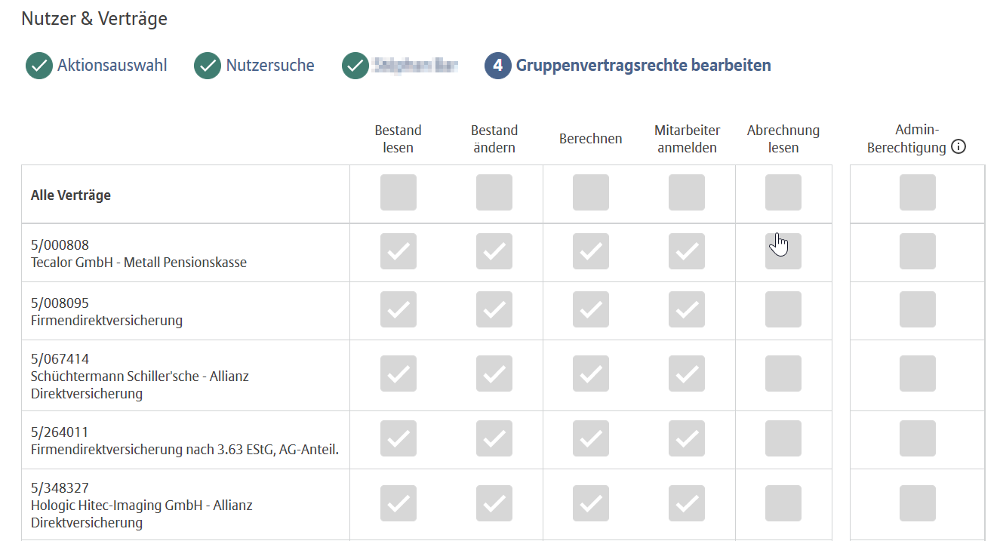 Nutzer & Verträge
Aktionsauswahl
Nutzersuche
4 Gruppenvertragsrechte bearbeiten
Bestand
lesen
Bestand
ändern
Berechnen
Mitarbeiter
anmelden
Abrechnung
lesen
Admin-
Berechtigung
Alle Verträge
5/000808
Tecalor GmbH - Metall Pensionskasse
5/008095
Firmendirektversicherung
5/067414
Schüchtermann Schiller'sche - Allianz
Direktversicherung
5/264011
Firmendirektversicherung nach 3.63 EStG, AG-Anteil.
5/348327
Hologic Hitec-Imaging GmbH - Allianz
Direktversicherung